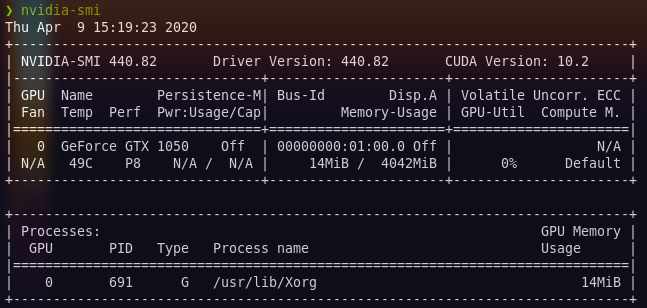 ❯ nvidia-smi
Thu Apr  9 15:19:23 2020
+-----------------------------------------------------------------------------+
| NVIDIA-SMI 440.82       Driver Version: 440.82       CUDA Version: 10.2     |
|-------------------------------+----------------------+----------------------+
| GPU  Name        Persistence-M| Bus-Id        Disp.A | Volatile Uncorr. ECC |
| Fan  Temp  Perf  Pwr:Usage/Cap|         Memory-Usage | GPU-Util  Compute M. |
|===============================+======================+======================|
|   0  GeForce GTX 1050    Off  | 00000000:01:00.0 Off |                  N/A |
| N/A   49C    P8    N/A /  N/A |     14MiB /  4042MiB |      0%      Default |
+-------------------------------+----------------------+----------------------+

+-----------------------------------------------------------------------------+
| Processes:                                                       GPU Memory |
|  GPU       PID   Type   Process name                             Usage      |
|=============================================================================|
|    0       691      G   /usr/lib/Xorg                                 14MiB |
+-----------------------------------------------------------------------------+